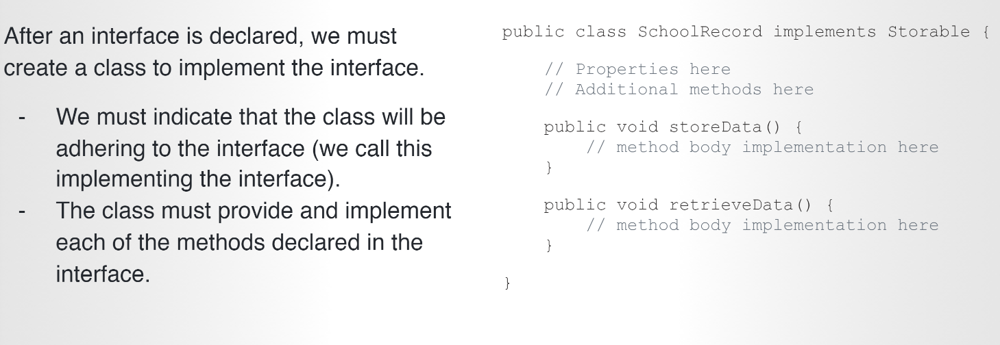 After an interface is declared, we must
create a class to implement the interface.
- We must indicate that the class will be
adhering to the interface (we call this
implementing the interface).
- The class must provide and implement
each of the methods declared in the
interface.
public class SchoolRecord implements Storable {
// Properties here
// Additional methods here
public void storeData() {
// method body implementation here
}
public void retrieveData() {
// method body implementation here
}
}